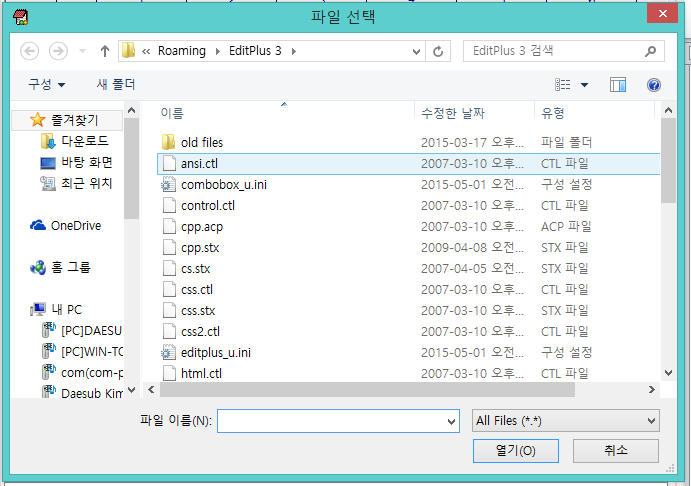 파일 선택
« Roaming › EditPlus 3 ›
EditPlus 3 검색
구성
새 폴더
이름 수정한 날짜 유형
즐겨찾기
다운로드
바탕 화면
최근 위치
OneDrive
홈 그룹
내 PC
[PC]DAESU
[PC]WIN-TC
com(com-p
Daesub Kim
old files 2015-03-17 오후... 파일 폴더
ansi.ctl 2007-03-10 오후... CTL 파일
combobox_u.ini 2015-05-01 오전... 구성 설정
control.ctl 2007-03-10 오후... CTL 파일
cpp.acp 2007-03-10 오후... ACP 파일
cpp.stx 2009-04-08 오전... STX 파일
cs.stx 2007-04-05 오전... STX 파일
css.ctl 2007-03-10 오후... CTL 파일
css.stx 2007-03-10 오후... STX 파일
css2.ctl 2007-03-10 오후... CTL 파일
editplus_u.ini 2015-05-01 오전... 구성 설정
html.ctl 2007-03-10 오후... CTL 파일
파일 이름(N):
All Files (*.*)
열기(O)
취소